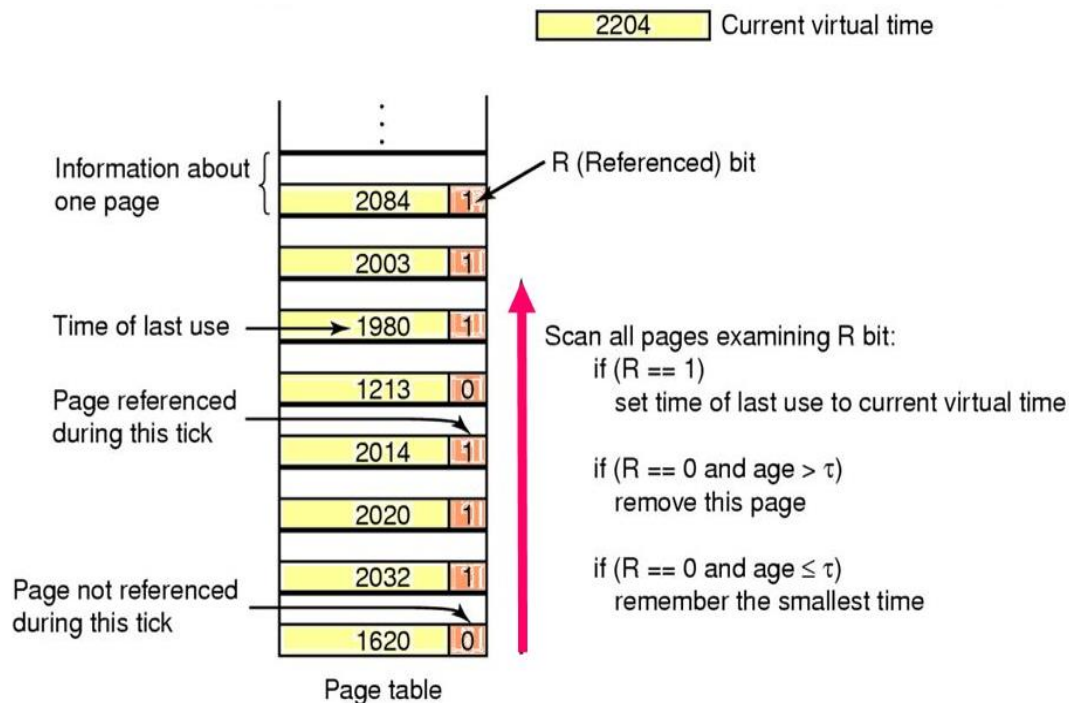 2204 Current virtual time
Information about
one page
R (Referenced) bit
2084 1
2003 1
Time of last use
1980 1
1213 0
Page referenced
during this tick
2014 1
2020 1
2032 1
Page not referenced
during this tick
1620 0
Page table
Scan all pages examining R bit:
if (R == 1)
set time of last use to current virtual time
if (R == 0 and age > τ)
remove this page
if (R == 0 and age ≤ τ)
remember the smallest time